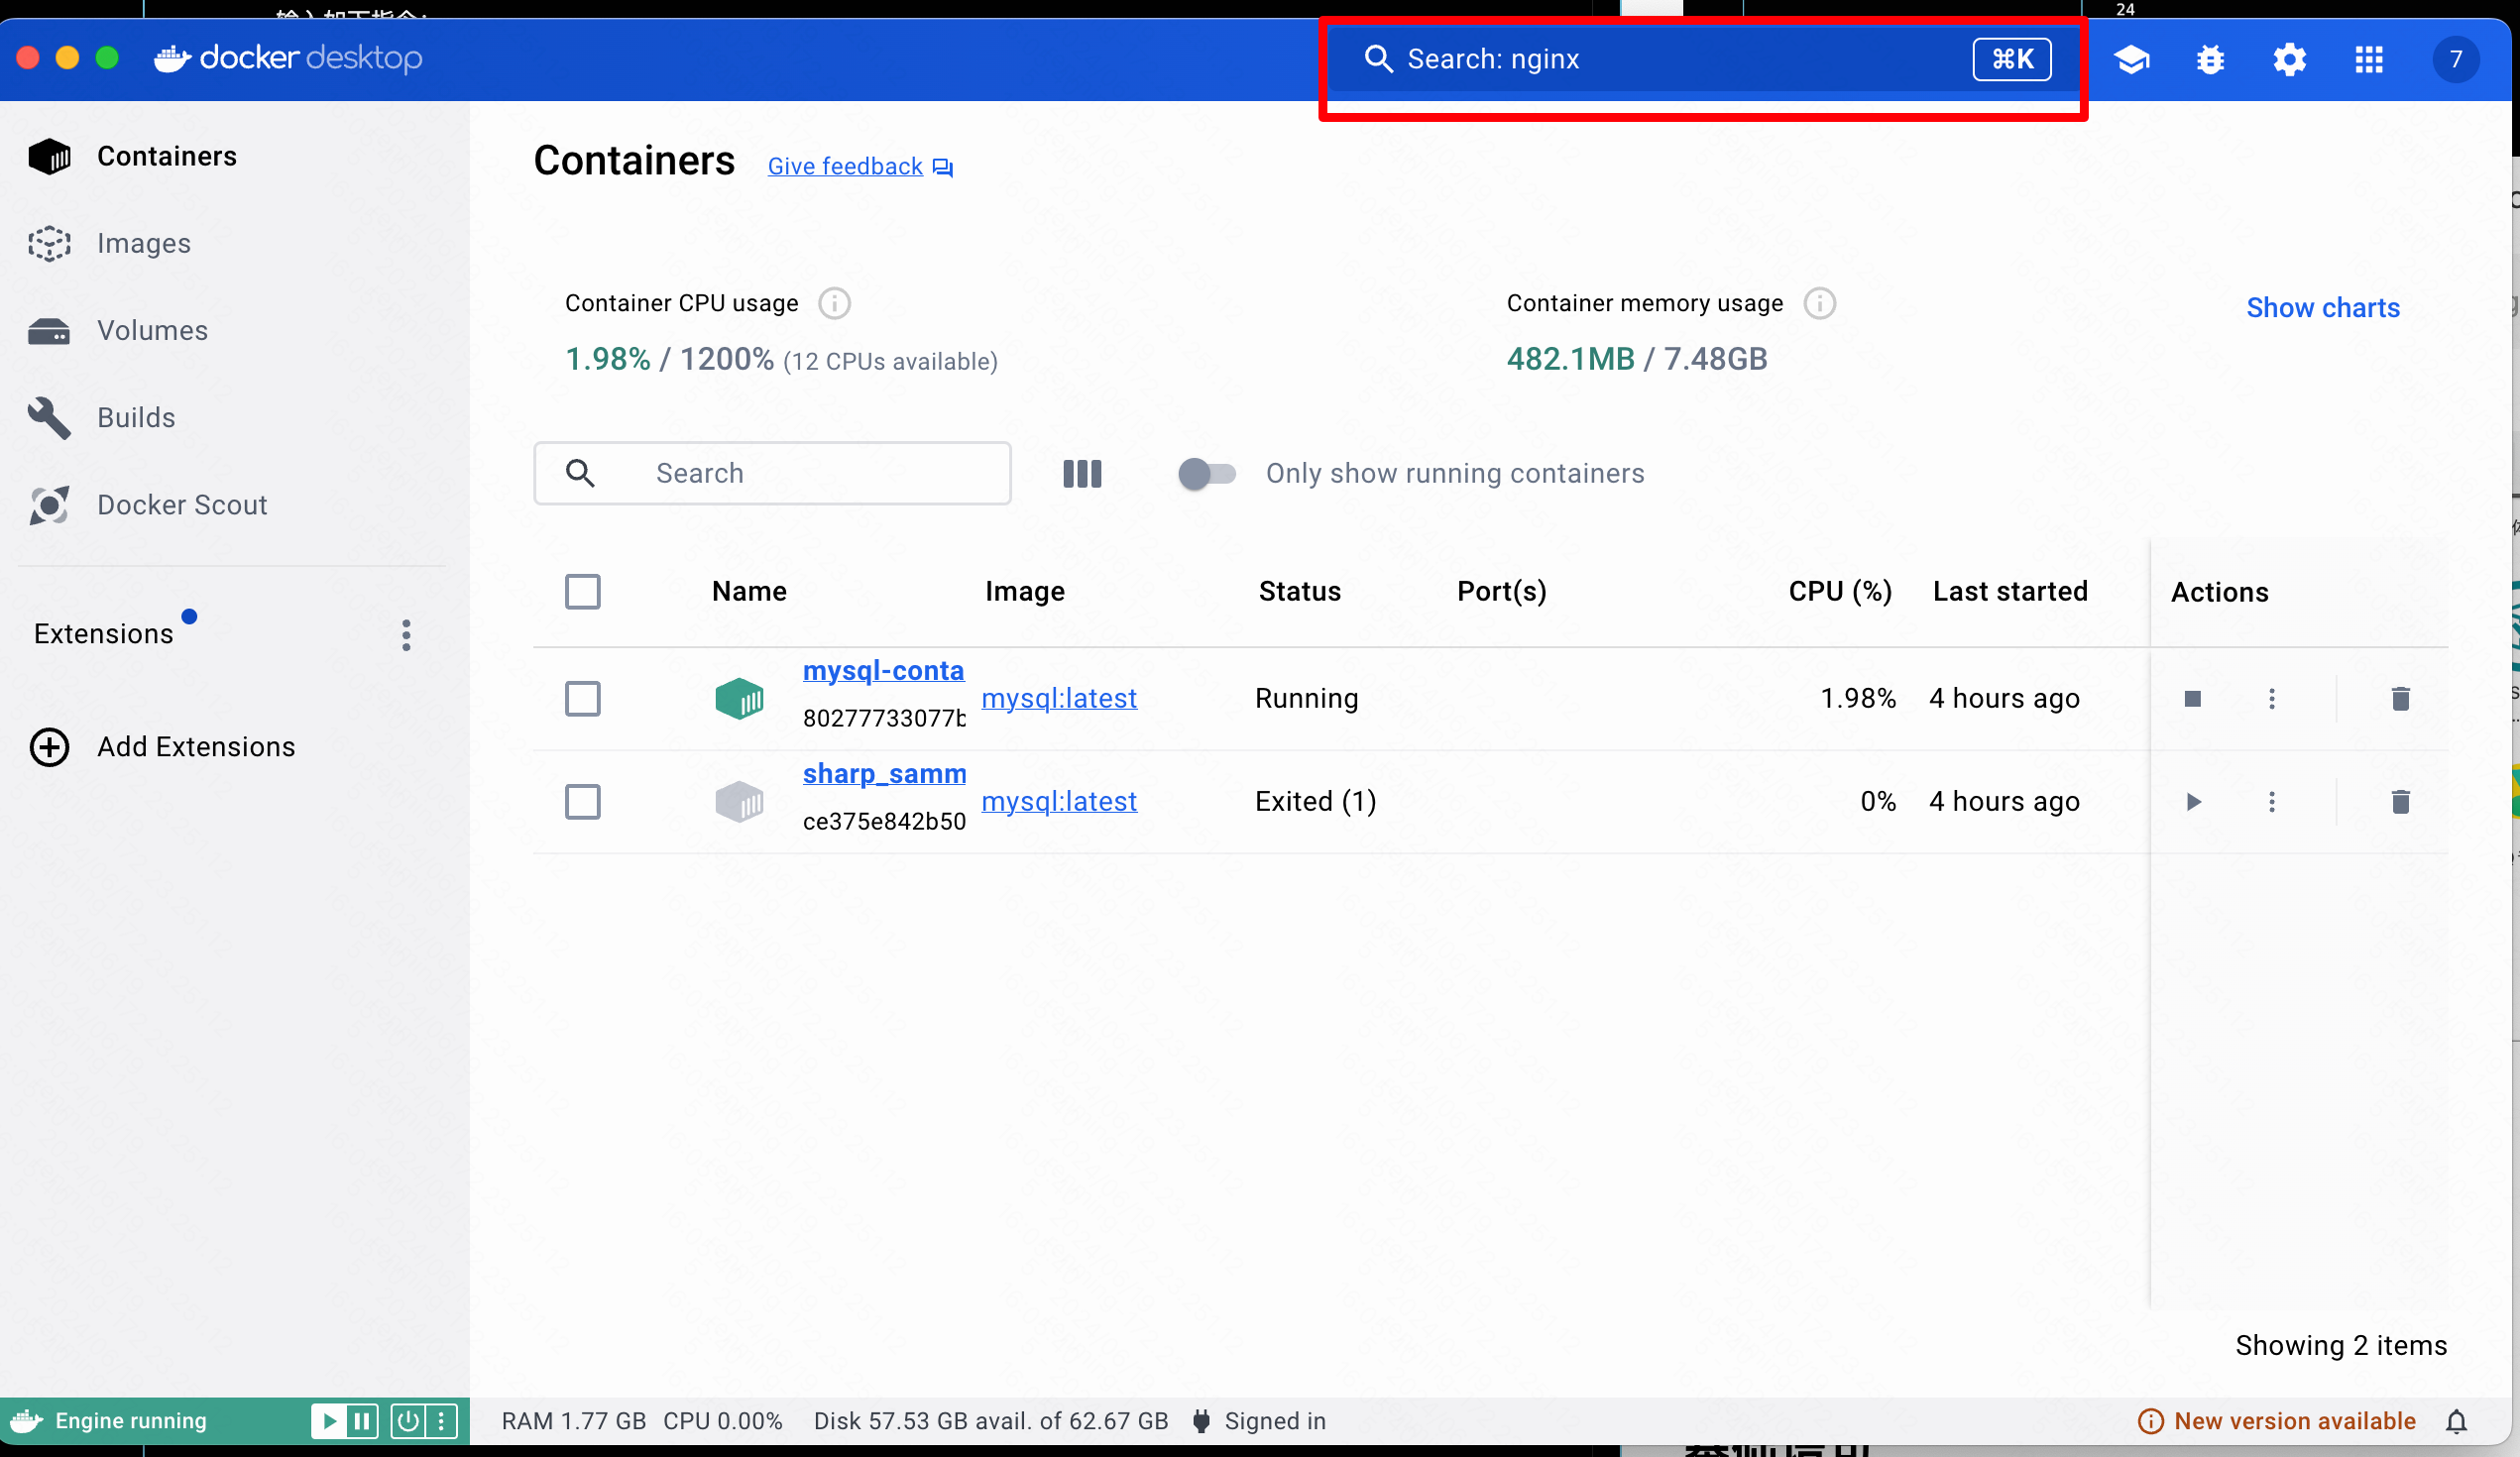 24
docker desktop
Search: nginx
⌘K
7
Containers
Images
Volumes
Builds
Docker Scout
Extensions
Add Extensions
Containers
Give feedback
Container CPU usage
1.98% / 1200% (12 CPUs available)
Container memory usage
482.1MB / 7.48GB
Show charts
Search
Only show running containers
Name Image Status Port(s) CPU (%) Last started Actions
mysql-conta
80277733077b
mysql:latest Running 1.98% 4 hours ago
sharp_samm
ce375e842b50
mysql:latest Exited (1) 0% 4 hours ago
Showing 2 items
Engine running
RAM 1.77 GB CPU 0.00% Disk 57.53 GB avail. of 62.67 GB Signed in
New version available